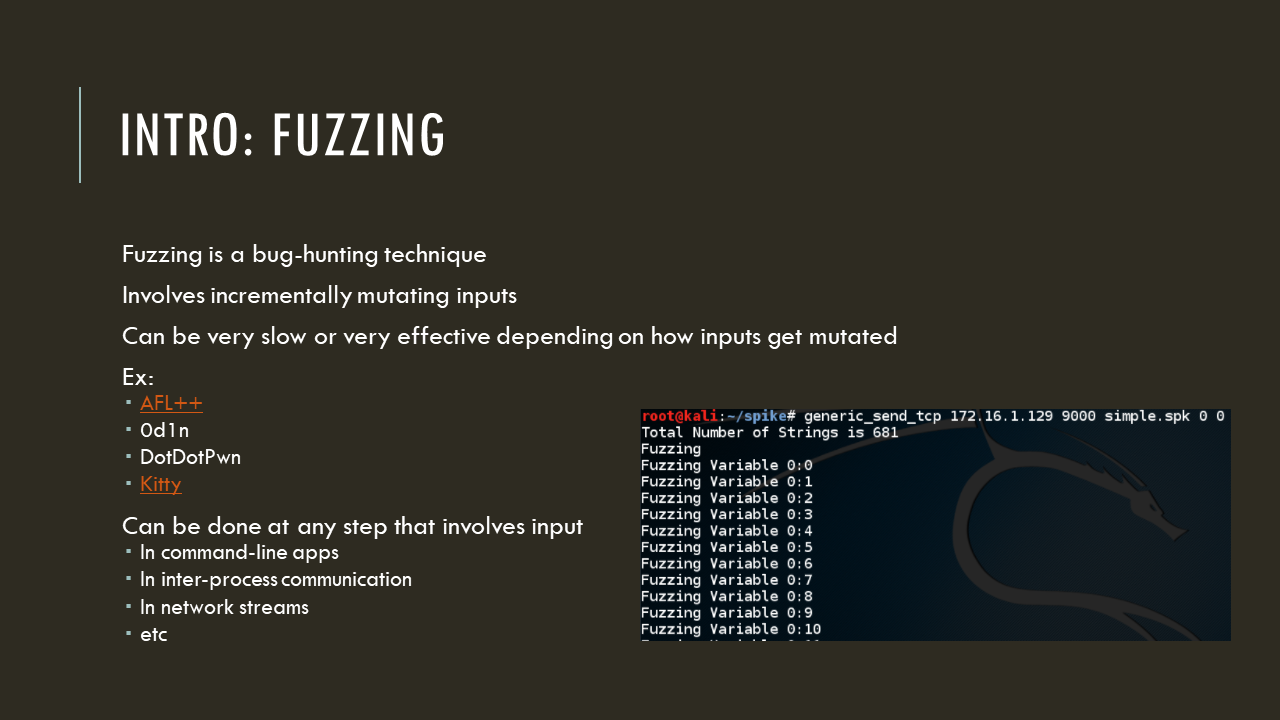 INTRO: FUZZING
Fuzzing is a bug-hunting technique
Involves incrementally mutating inputs
Can be very slow or very effective depending on how inputs get mutated
Ex:
▪ AFL++
▪ 0d1n
▪ DotDotPwn
▪ Kitty
Can be done at any step that involves input
▪ In command-line apps
▪ In inter-process communication
▪ In network streams
▪ etc
root@kali:~/spike# generic_send_tcp 172.16.1.129 9000 simple.spk 0 0
Total Number of Strings is 681
Fuzzing
Fuzzing Variable 0:0
Fuzzing Variable 0:1
Fuzzing Variable 0:2
Fuzzing Variable 0:3
Fuzzing Variable 0:4
Fuzzing Variable 0:5
Fuzzing Variable 0:6
Fuzzing Variable 0:7
Fuzzing Variable 0:8
Fuzzing Variable 0:9
Fuzzing Variable 0:10